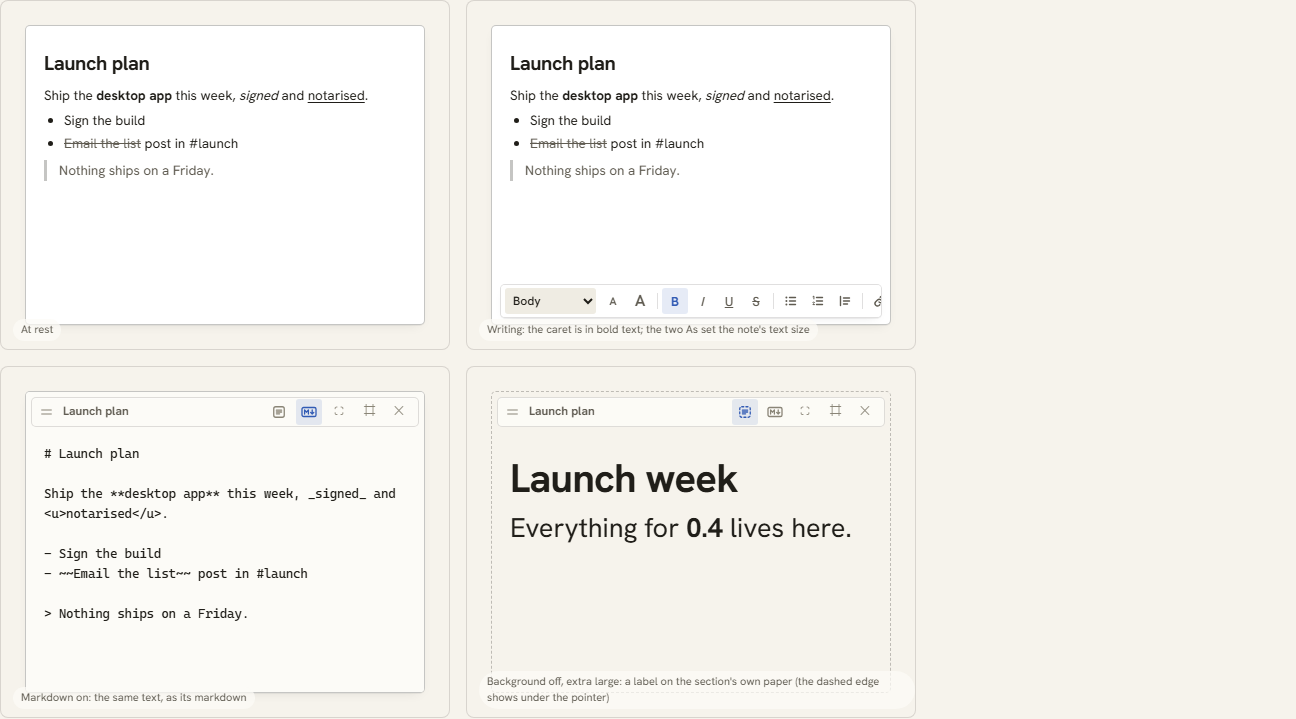 Launch plan
Ship the desktop app this week, signed and notarised.
Sign the build
Email the list post in #launch
Nothing ships on a Friday.
At rest
Launch plan
Ship the desktop app this week, signed and notarised.
Sign the build
Email the list post in #launch
Nothing ships on a Friday.
Body A A B I U S
Writing: the caret is in bold text; the two As set the note's text size
Launch plan M↓
# Launch plan
Ship the **desktop app** this week, _signed_ and
<u>notarised</u>.
- Sign the build
- ~~Email the list~~ post in #launch
> Nothing ships on a Friday.
Markdown on: the same text, as its markdown
Launch plan M↓
Launch week
Everything for 0.4 lives here.
Background off, extra large: a label on the section's own paper (the dashed edge
shows under the pointer)